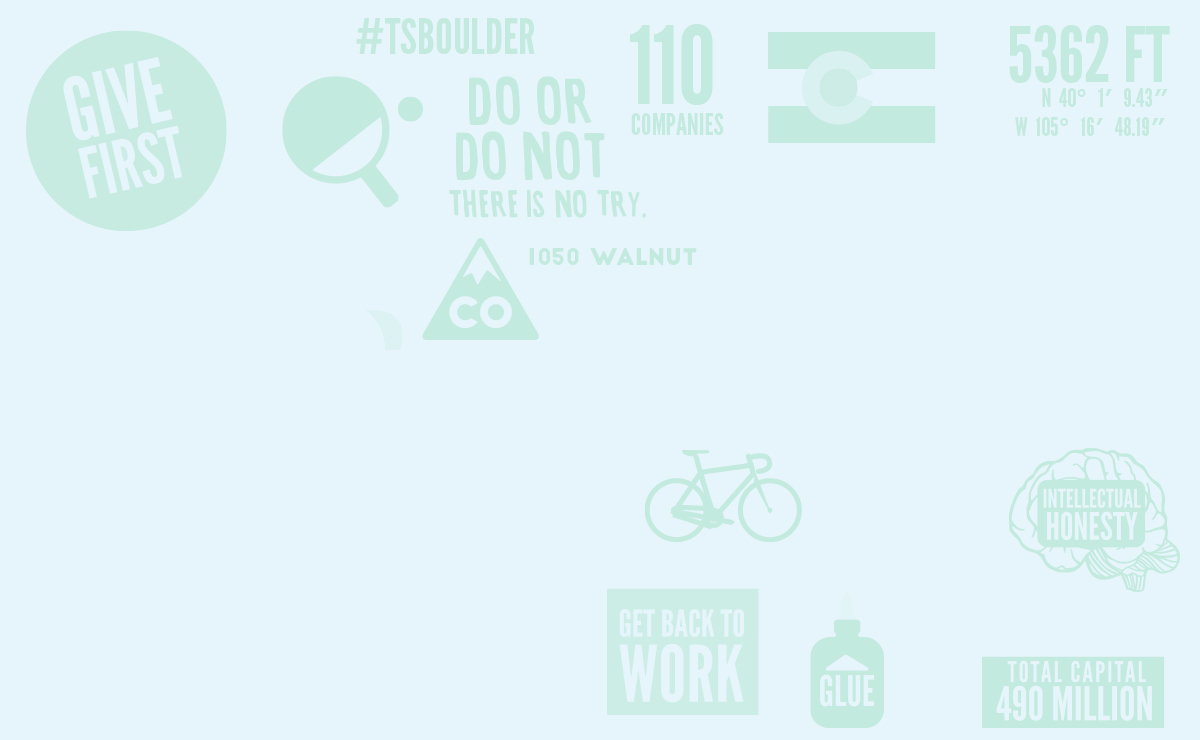 GIVE
FIRST
#TSBOULDER
DO OR
DO NOT
THERE IS NO TRY.
110
COMPANIES
C
5362 FT
N 40° 1′ 9.43″
W 105° 16′ 48.19″
CO
1050 WALNUT
INTELLECTUAL
HONESTY
GET BACK TO
WORK
GLUE
TOTAL CAPITAL
490 MILLION